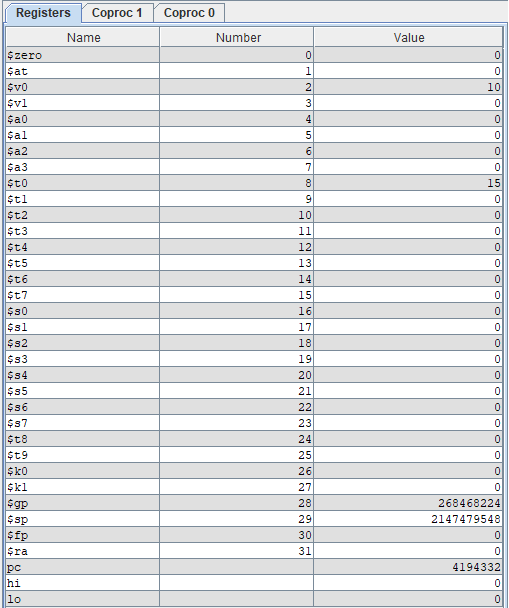 Registers Coproc 1 Coproc 0
Name Number Value
$zero 0 0
$at 1 0
$v0 2 10
$v1 3 0
$a0 4 0
$a1 5 0
$a2 6 0
$a3 7 0
$t0 8 15
$t1 9 0
$t2 10 0
$t3 11 0
$t4 12 0
$t5 13 0
$t6 14 0
$t7 15 0
$s0 16 0
$s1 17 0
$s2 18 0
$s3 19 0
$s4 20 0
$s5 21 0
$s6 22 0
$s7 23 0
$t8 24 0
$t9 25 0
$k0 26 0
$k1 27 0
$gp 28 268468224
$sp 29 2147479548
$fp 30 0
$ra 31 0
pc 4194332
hi 0
lo 0